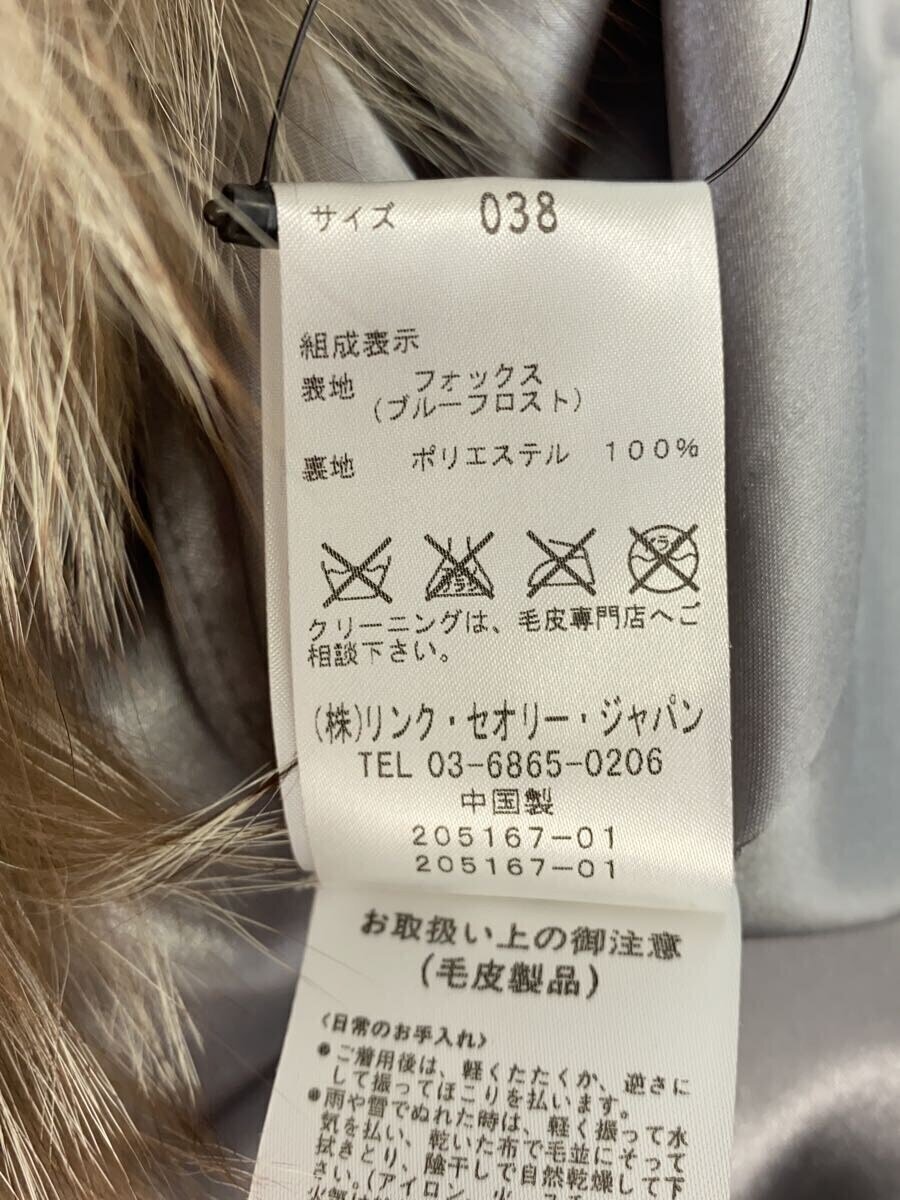 サイズ 038
組成表示
表地 フォックス
(ブルーフロスト)
裏地 ポリエステル 100%
クリーニングは、毛皮専門店へご
相談下さい。
(株)リンク・セオリー・ジャパン
TEL 03-6865-0206
中国製
205167-01
205167-01
お取扱い上の御注意
(毛皮製品)
〈日常のお手入れ〉
●ご着用後は、軽くたたくか、逆さに
して振ってほこりを払います。
●雨や雪でぬれた時は、軽く振って水
気を払い、乾いた布で毛並にそって
拭きとり、陰干しで自然乾燥して下
さい。(アイロン、